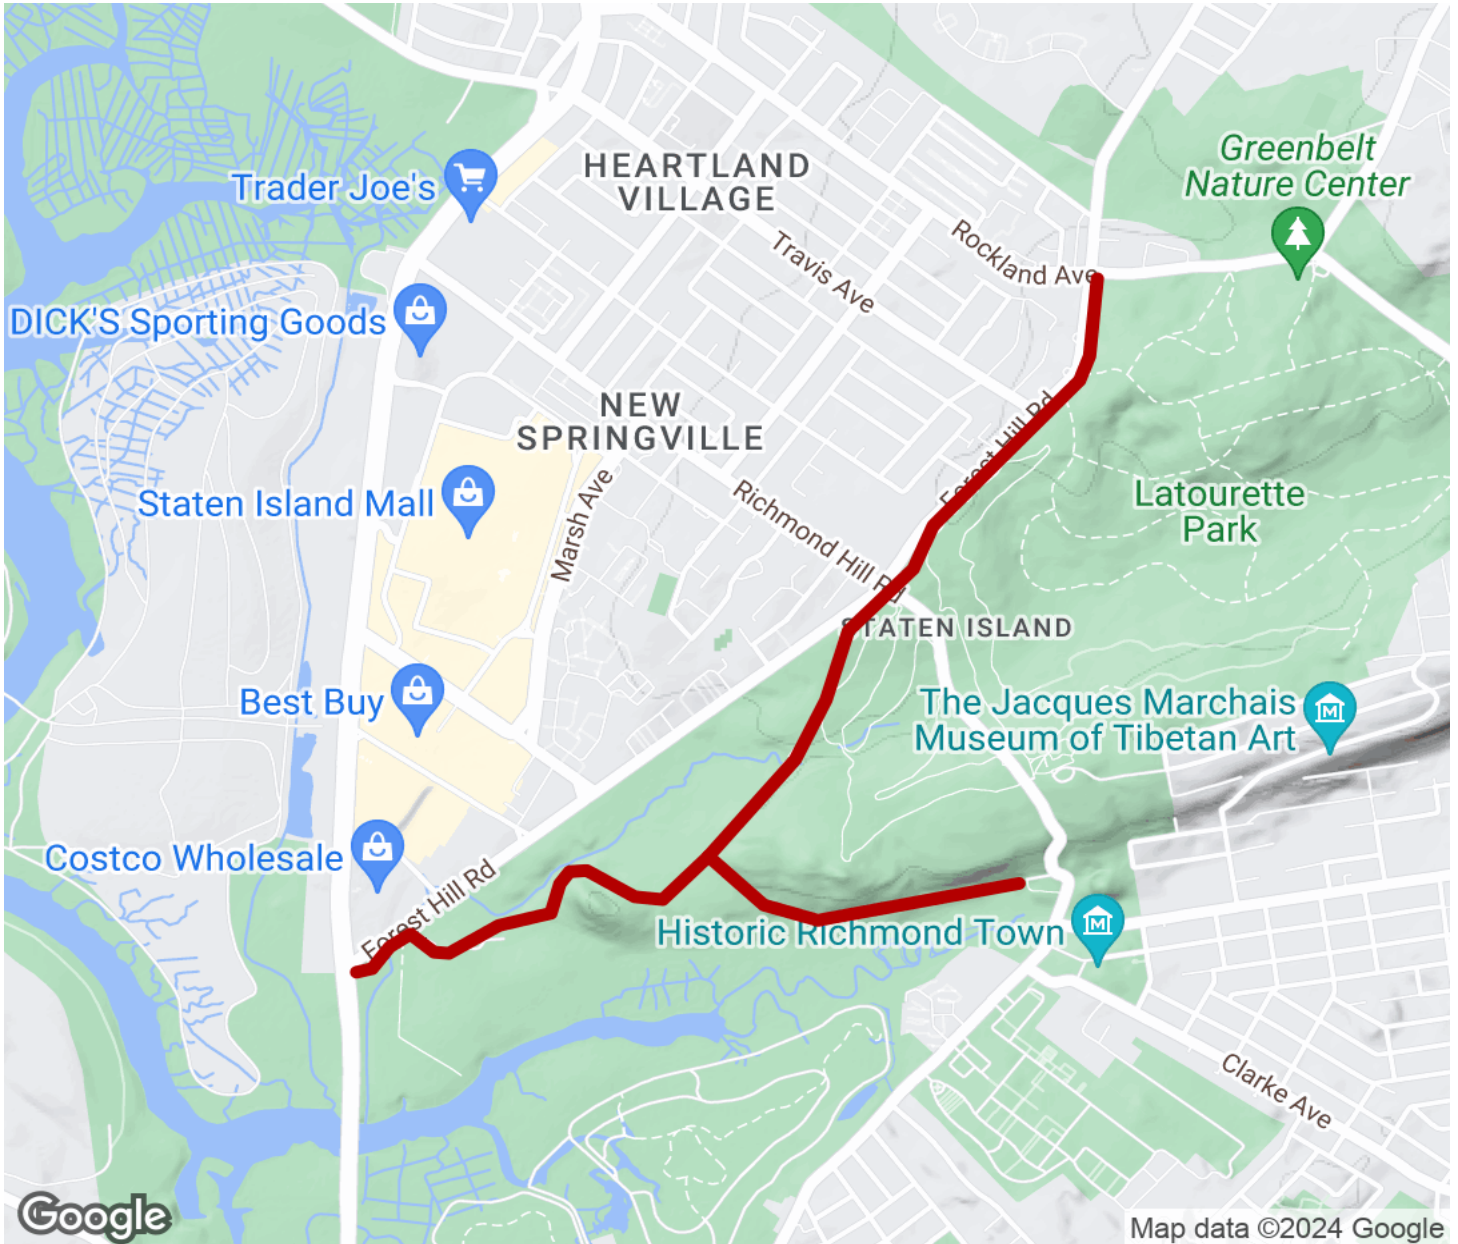 Greenbelt
Nature Center
HEARTLAND
VILLAGE
Trader Joe's
Rockland Ave
Travis Ave
DICK'S Sporting Goods
NEW
SPRINGVILLE
Forest Hill Rd
Staten Island Mall
Marsh Ave
Richmond Hill Rd
Latourette
Park
STATEN ISLAND
Best Buy
The Jacques Marchais
Museum of Tibetan Art
Costco Wholesale
Forest Hill Rd
Historic Richmond Town
Clarke Ave
Google
Map data ©2024 Google